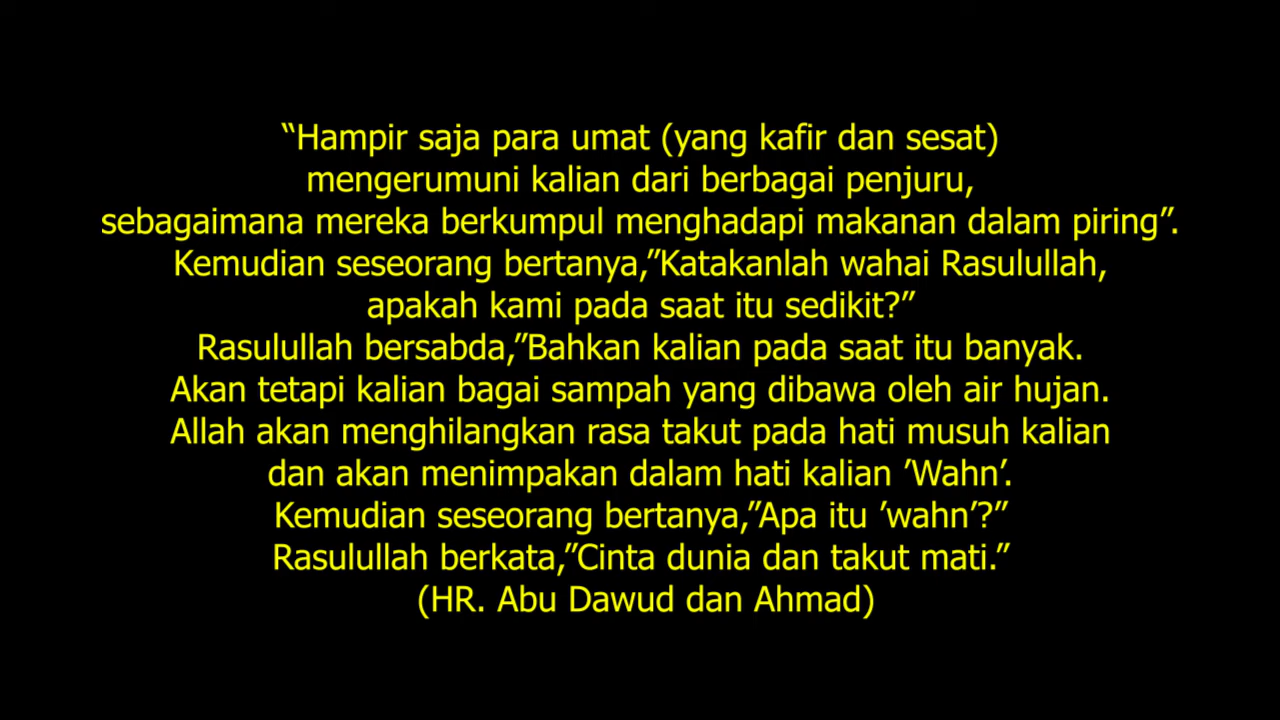 “Hampir saja para umat (yang kafir dan sesat)
mengerumuni kalian dari berbagai penjuru,
sebagaimana mereka berkumpul menghadapi makanan dalam piring”.
Kemudian seseorang bertanya,”Katakanlah wahai Rasulullah,
apakah kami pada saat itu sedikit?”
Rasulullah bersabda,”Bahkan kalian pada saat itu banyak.
Akan tetapi kalian bagai sampah yang dibawa oleh air hujan.
Allah akan menghilangkan rasa takut pada hati musuh kalian
dan akan menimpakan dalam hati kalian ’Wahn’.
Kemudian seseorang bertanya,”Apa itu ’wahn’?”
Rasulullah berkata,”Cinta dunia dan takut mati.”
(HR. Abu Dawud dan Ahmad)